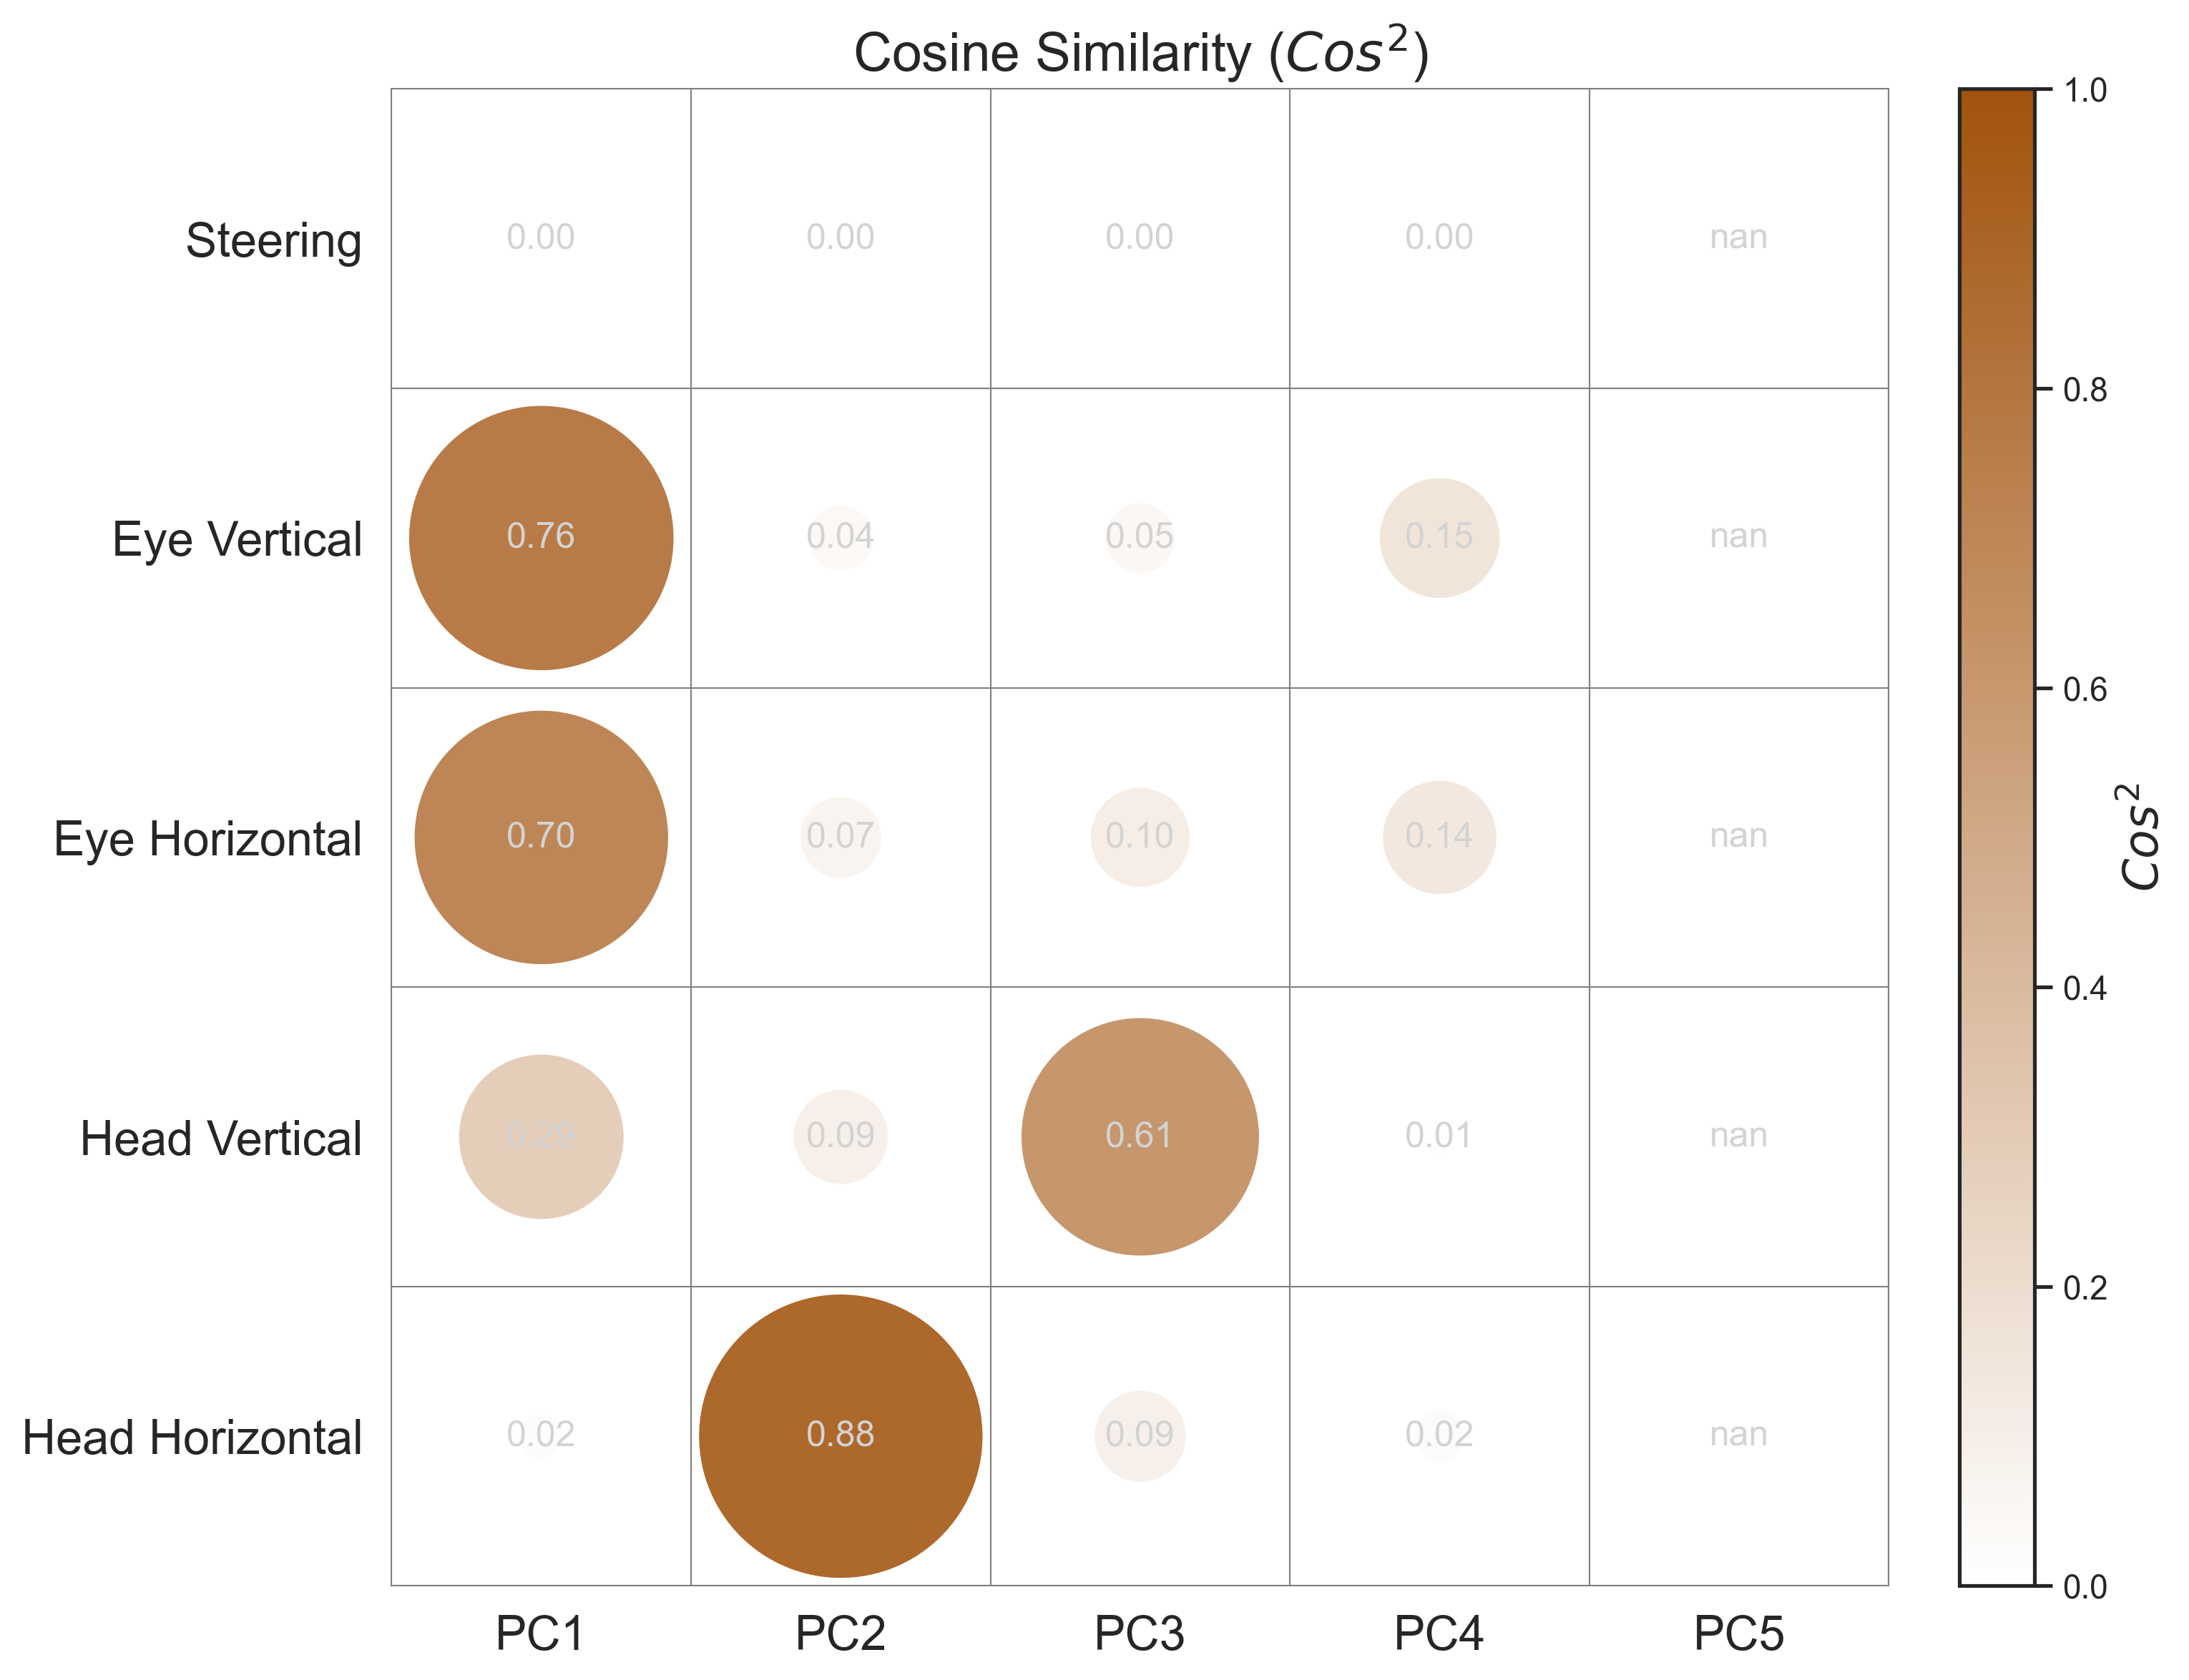 Cosine Similarity (Cos²)
Steering 0.00 0.00 0.00 0.00 nan
Eye Vertical 0.76 0.04 0.05 0.15 nan
Eye Horizontal 0.70 0.07 0.10 0.14 nan
Head Vertical 0.29 0.09 0.61 0.01 nan
Head Horizontal 0.02 0.88 0.09 0.02 nan
PC1 PC2 PC3 PC4 PC5
1.0
0.8
0.6
0.4
0.2
0.0
Cos²